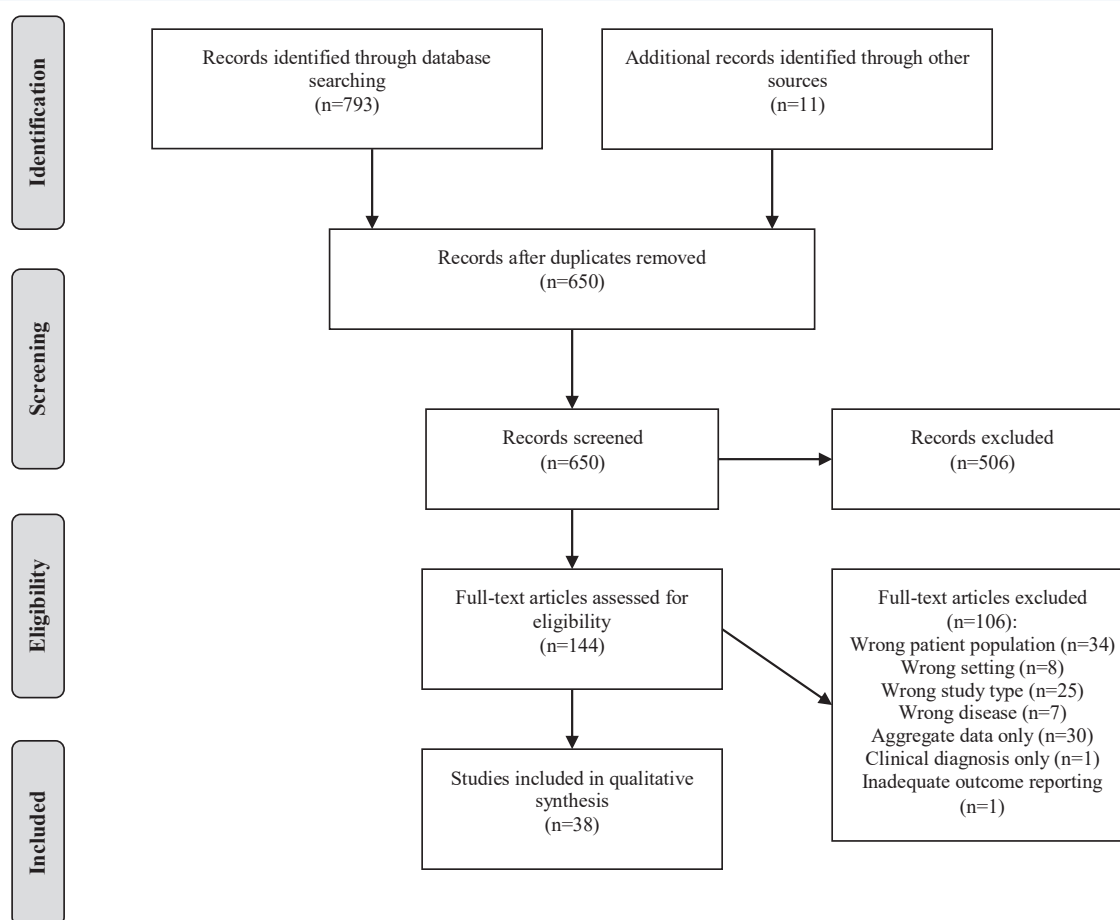 Identification
Records identified through database
searching
(n=793)
Additional records identified through other
sources
(n=11)
Records after duplicates removed
(n=650)
Screening
Records screened
(n=650)
Records excluded
(n=506)
Eligibility
Full-text articles assessed for
eligibility
(n=144)
Full-text articles excluded
(n=106):
Wrong patient population (n=34)
Wrong setting (n=8)
Wrong study type (n=25)
Wrong disease (n=7)
Aggregate data only (n=30)
Clinical diagnosis only (n=1)
Inadequate outcome reporting
(n=1)
Included
Studies included in qualitative
synthesis
(n=38)